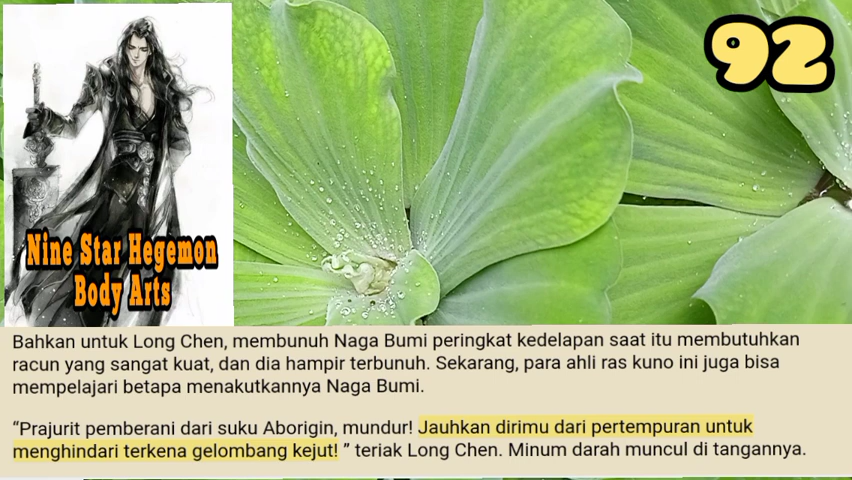 92
Nine Star Hegemon
Body Arts
Bahkan untuk Long Chen, membunuh Naga Bumi peringkat kedelapan saat itu membutuhkan
racun yang sangat kuat, dan dia hampir terbunuh. Sekarang, para ahli ras kuno ini juga bisa
mempelajari betapa menakutkannya Naga Bumi.
“Prajurit pemberani dari suku Aborigin, mundur! Jauhkan dirimu dari pertempuran untuk
menghindari terkena gelombang kejut! ” teriak Long Chen. Minum darah muncul di tangannya.